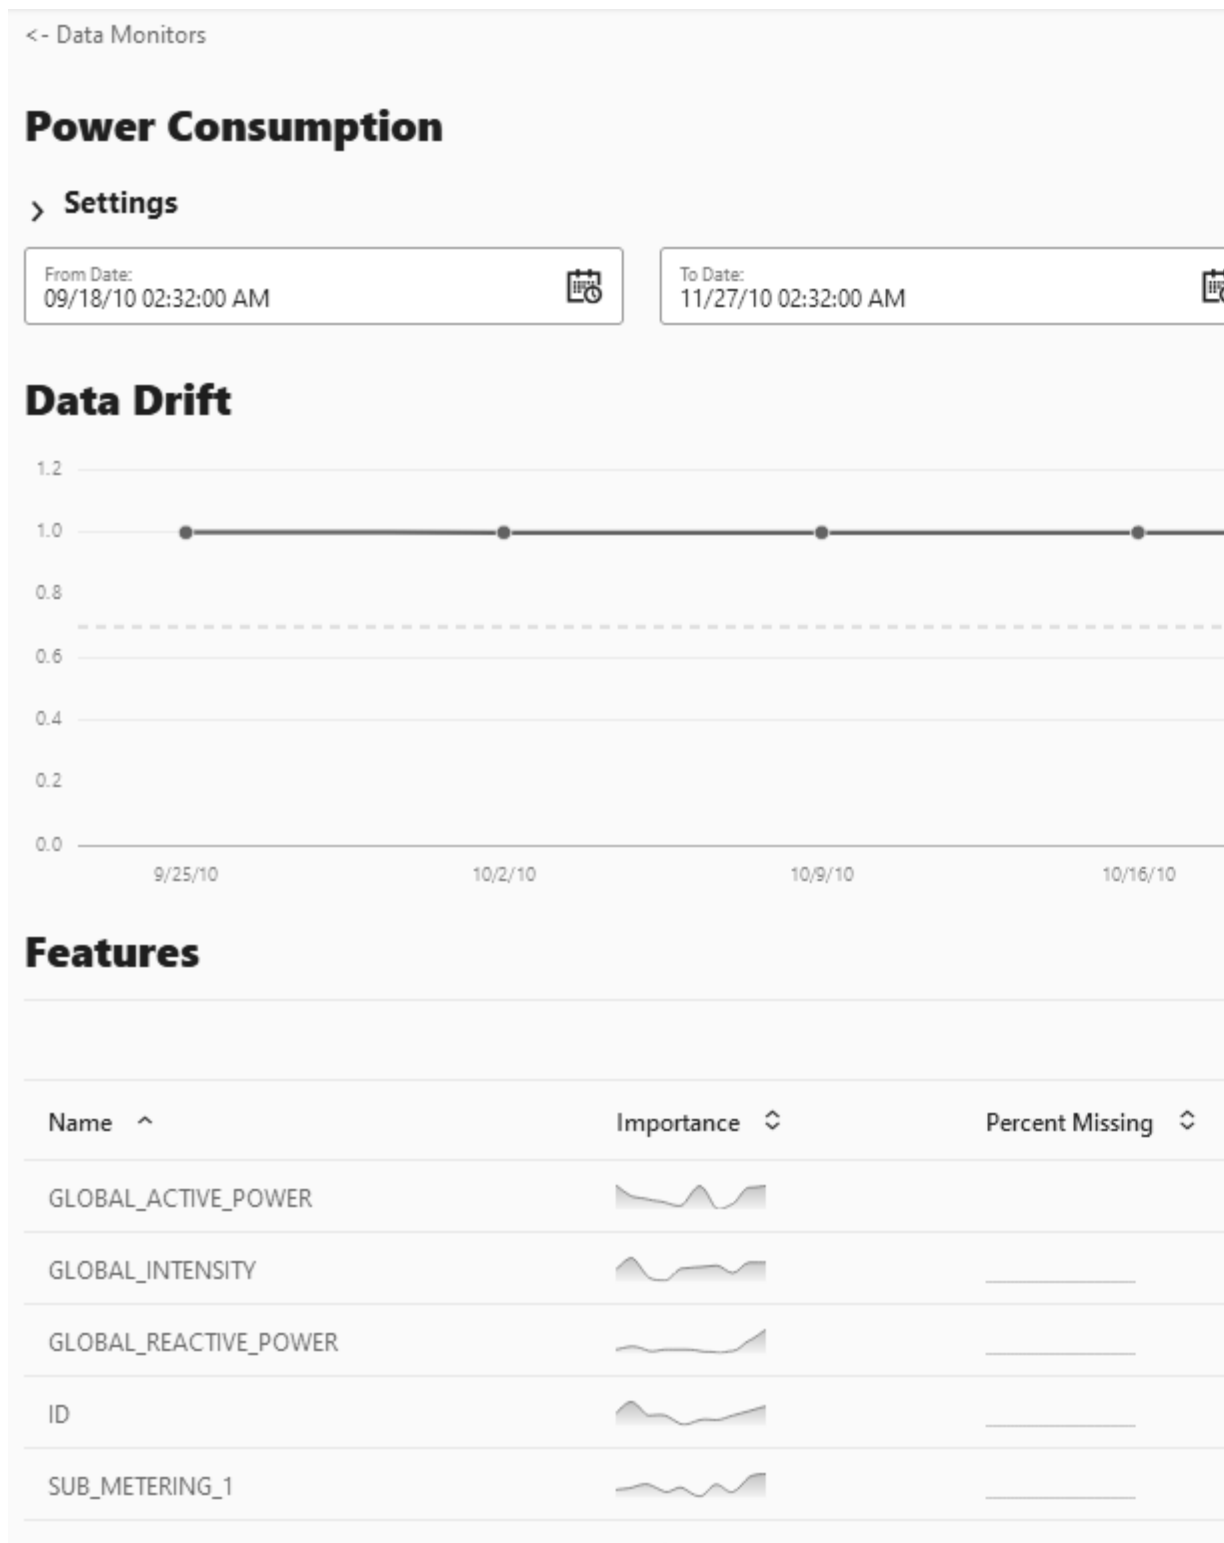 <- Data Monitors
Power Consumption
Settings
From Date:
09/18/10 02:32:00 AM
To Date:
11/27/10 02:32:00 AM
Data Drift
1.2
1.0
0.8
0.6
0.4
0.2
0.0
9/25/10 10/2/10 10/9/10 10/16/10
Features
Name Importance Percent Missing
GLOBAL_ACTIVE_POWER
GLOBAL_INTENSITY
GLOBAL_REACTIVE_POWER
ID
SUB_METERING_1